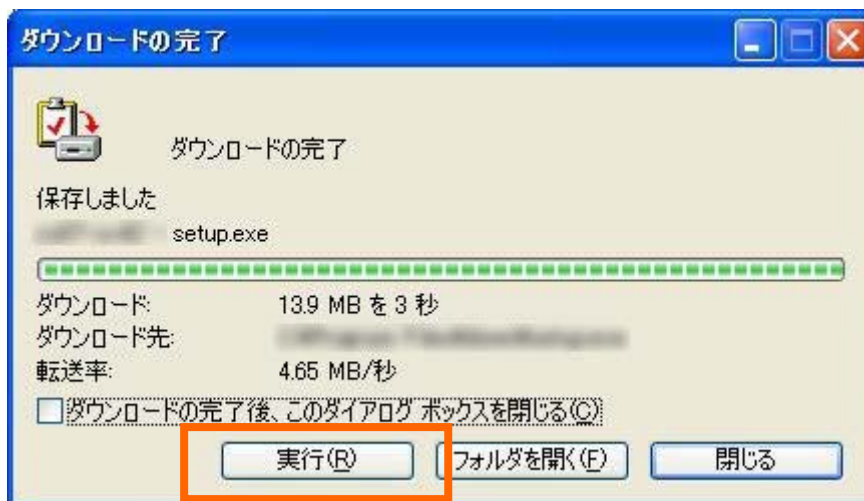 ダウンロードの完了
ダウンロードの完了
保存しました
setup.exe
ダウンロード: 13.9 MB を 3 秒
ダウンロード先:
転送率: 4.65 MB/秒
ダウンロードの完了後、このダイアログ ボックスを閉じる(C)
実行(R) フォルダを開く(F) 閉じる